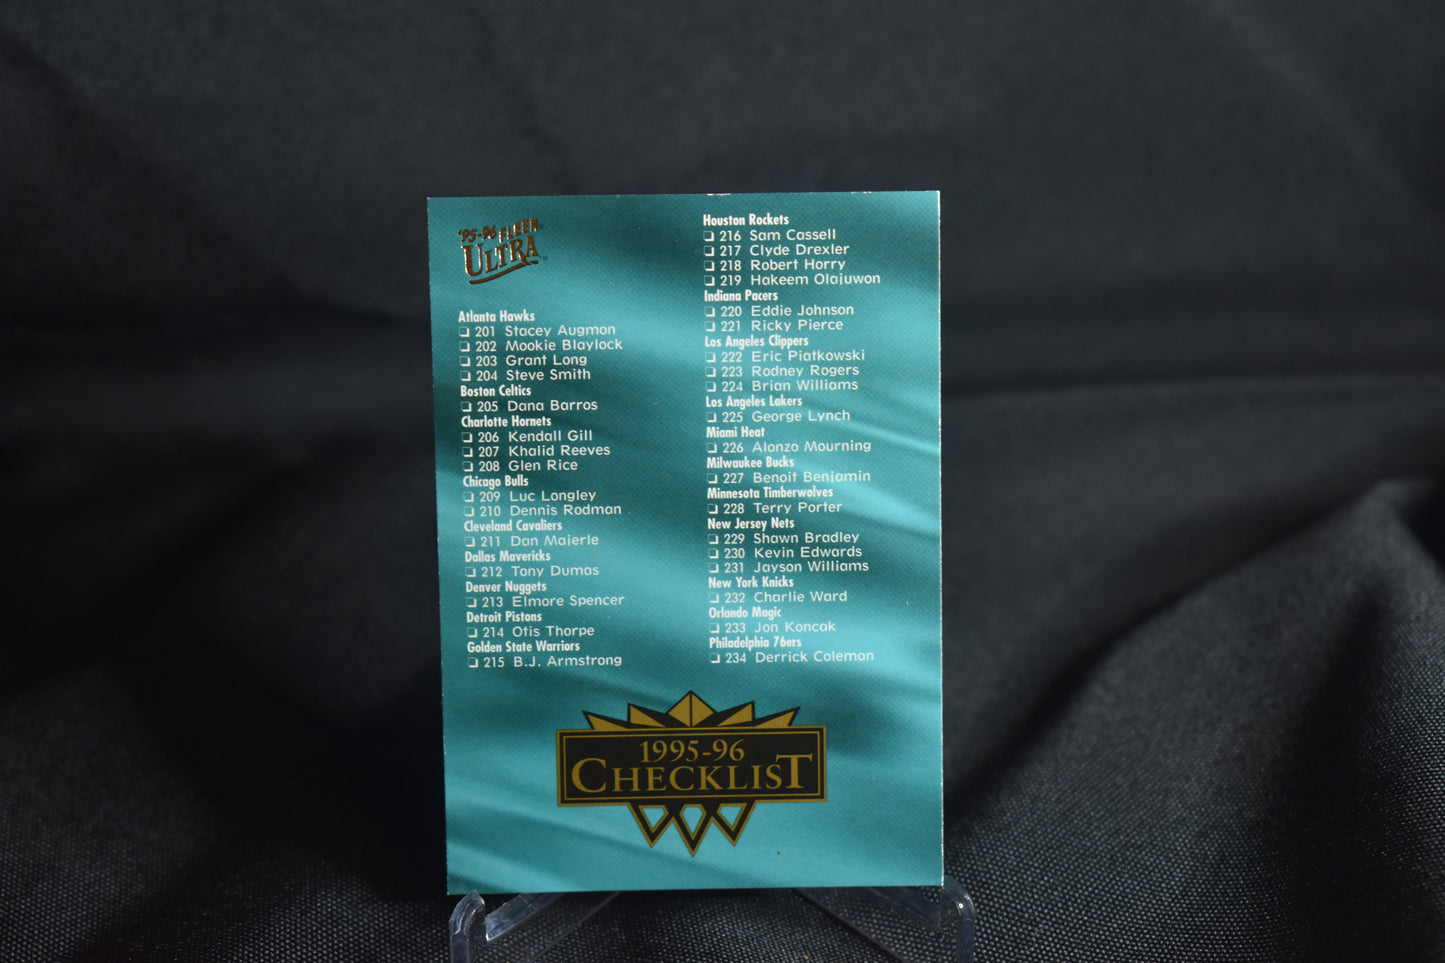 '95-96 FLEER
ULTRA
Atlanta Hawks
201 Stacey Augmon
202 Mookie Blaylock
203 Grant Long
204 Steve Smith
Boston Celtics
205 Dana Barros
Charlotte Hornets
206 Kendall Gill
207 Khalid Reeves
208 Glen Rice
Chicago Bulls
209 Luc Longley
210 Dennis Rodman
Cleveland Cavaliers
211 Dan Majerle
Dallas Mavericks
212 Tony Dumas
Denver Nuggets
213 Elmore Spencer
Detroit Pistons
214 Otis Thorpe
Golden State Warriors
215 B.J. Armstrong
Houston Rockets
216 Sam Cassell
217 Clyde Drexler
218 Robert Horry
219 Hakeem Olajuwon
Indiana Pacers
220 Eddie Johnson
221 Ricky Pierce
Los Angeles Clippers
222 Eric Piatkowski
223 Rodney Rogers
224 Brian Williams
Los Angeles Lakers
225 George Lynch
Miami Heat
226 Alonzo Mourning
Milwaukee Bucks
227 Benoit Benjamin
Minnesota Timberwolves
228 Terry Porter
New Jersey Nets
229 Shawn Bradley
230 Kevin Edwards
231 Jayson Williams
New York Knicks
232 Charlie Ward
Orlando Magic
233 Jon Koncak
Philadelphia 76ers
234 Derrick Coleman
1995-96
CHECKLIST